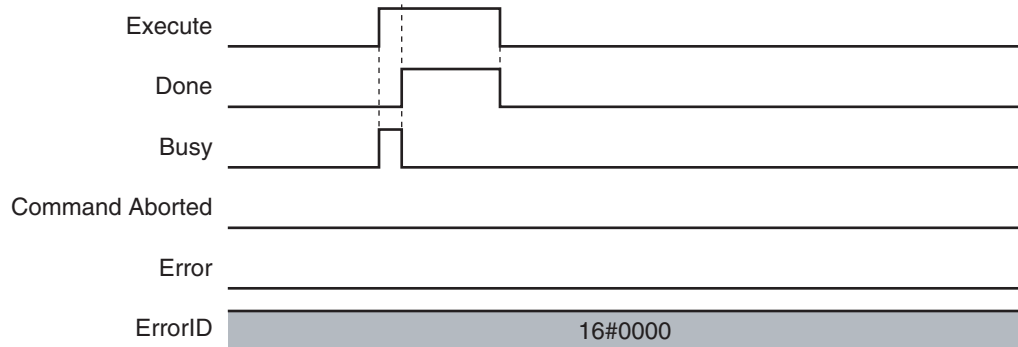 Execute
Done
Busy
Command Aborted
Error
ErrorID
16#0000